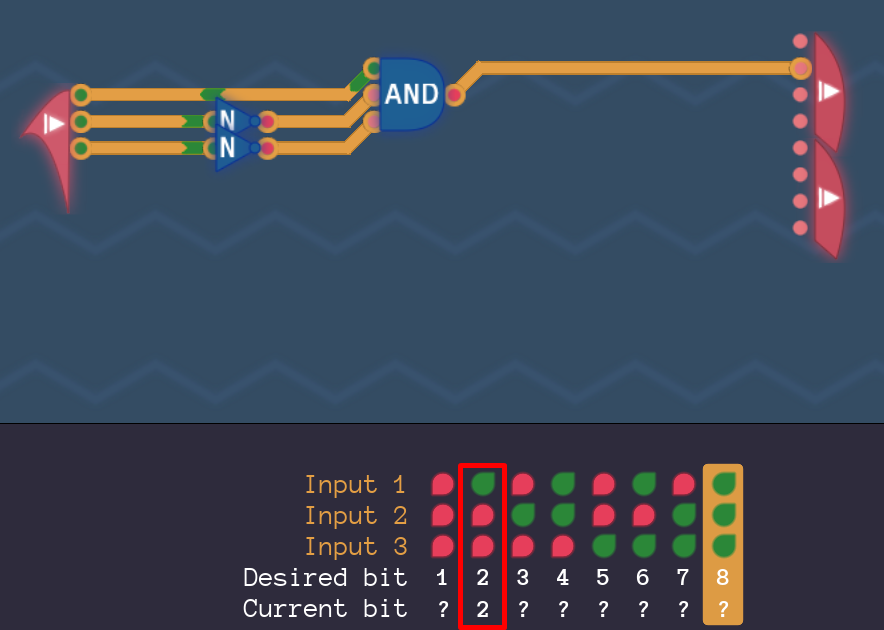 AND
N
N
Input 1
Input 2
Input 3
Desired bit 1 2 3 4 5 6 7 8
Current bit ? 2 ? ? ? ? ? ?